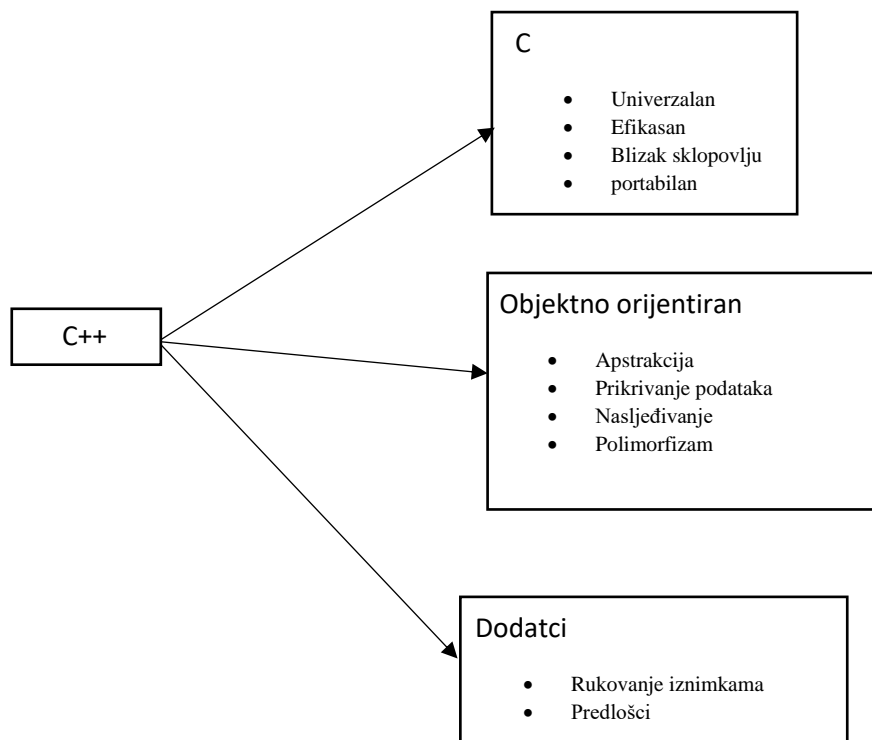 C
• Univerzalan
• Efikasan
• Blizak sklopovlju
• portabilan
C++
Objektno orijentiran
• Apstrakcija
• Prikrivanje podataka
• Nasljeđivanje
• Polimorfizam
Dodatci
• Rukovanje iznimkama
• Predlošci